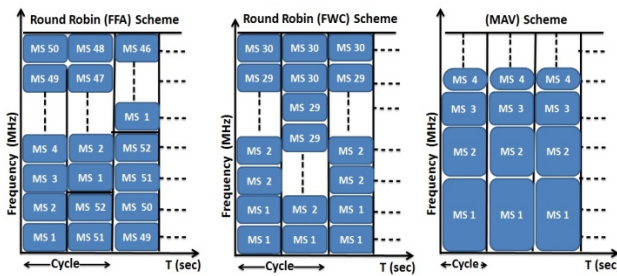 Round Robin (FFA) Scheme
Frequency (MHz)
MS 50 MS 48 MS 46
MS 49 MS 47
MS 1
MS 4 MS 2 MS 52
MS 3 MS 1 MS 51
MS 2 MS 52 MS 50
MS 1 MS 51 MS 49
Cycle T (sec)
Round Robin (FWC) Scheme
Frequency (MHz)
MS 30 MS 30 MS 30
MS 29 MS 30 MS 29
MS 29
MS 29
MS 2 MS 2
MS 2 MS 2
MS 1 MS 2 MS 1
MS 1 MS 1 MS 1
Cycle T (sec)
(MAV) Scheme
Frequency (MHz)
MS 4 MS 4 MS 4
MS 3 MS 3 MS 3
MS 2 MS 2 MS 2
MS 1 MS 1 MS 1
Cycle T (sec)